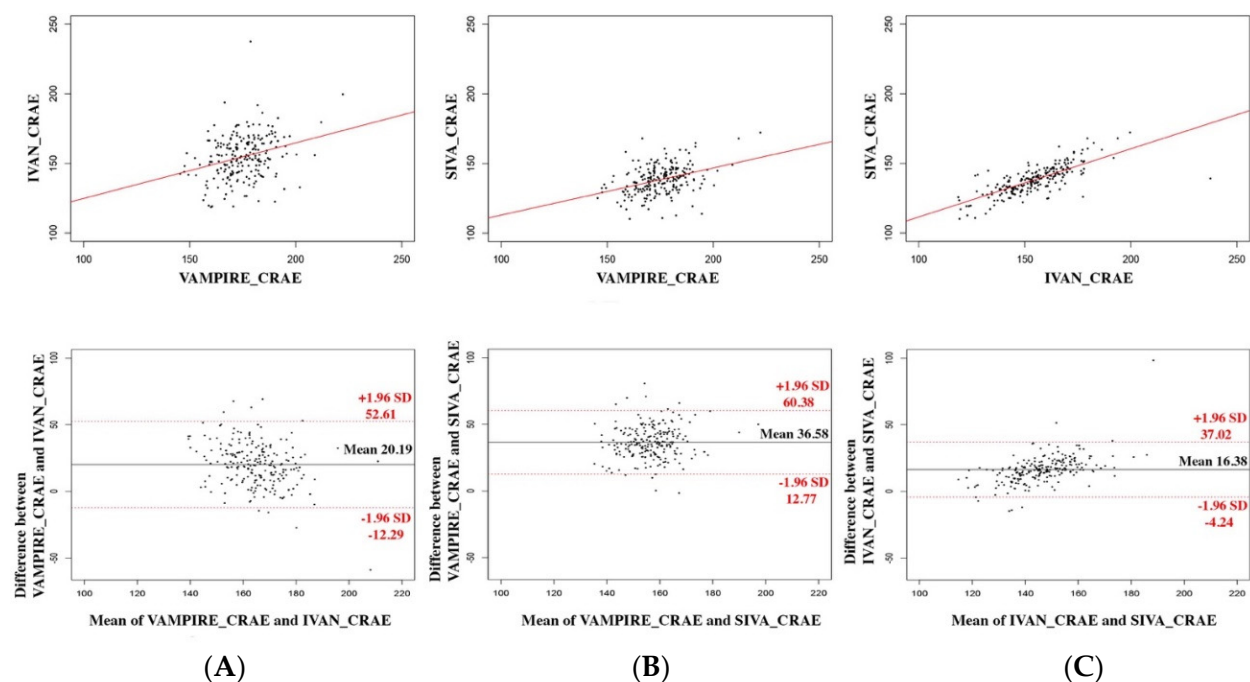 250
200
150
100
IVAN_CRAE
100
150
200
250
VAMPIRE_CRAE
250
200
150
100
SIVA_CRAE
100
150
200
250
VAMPIRE_CRAE
250
200
150
100
SIVA_CRAE
100
150
200
250
IVAN_CRAE
Difference between
VAMPIRE_CRAE and IVAN_CRAE
100
50
0
-50
+1.96 SD
52.61
Mean 20.19
-1.96 SD
-12.29
100
120
140
160
180
200
220
Mean of VAMPIRE_CRAE and IVAN_CRAE
(A)
Difference between
VAMPIRE_CRAE and SIVA_CRAE
100
50
0
-50
+1.96 SD
60.38
Mean 36.58
-1.96 SD
12.77
100
120
140
160
180
200
220
Mean of VAMPIRE_CRAE and SIVA_CRAE
(B)
Difference between
IVAN_CRAE and SIVA_CRAE
100
50
0
-50
+1.96 SD
37.02
Mean 16.38
-1.96 SD
-4.24
100
120
140
160
180
200
220
Mean of IVAN_CRAE and SIVA_CRAE
(C)